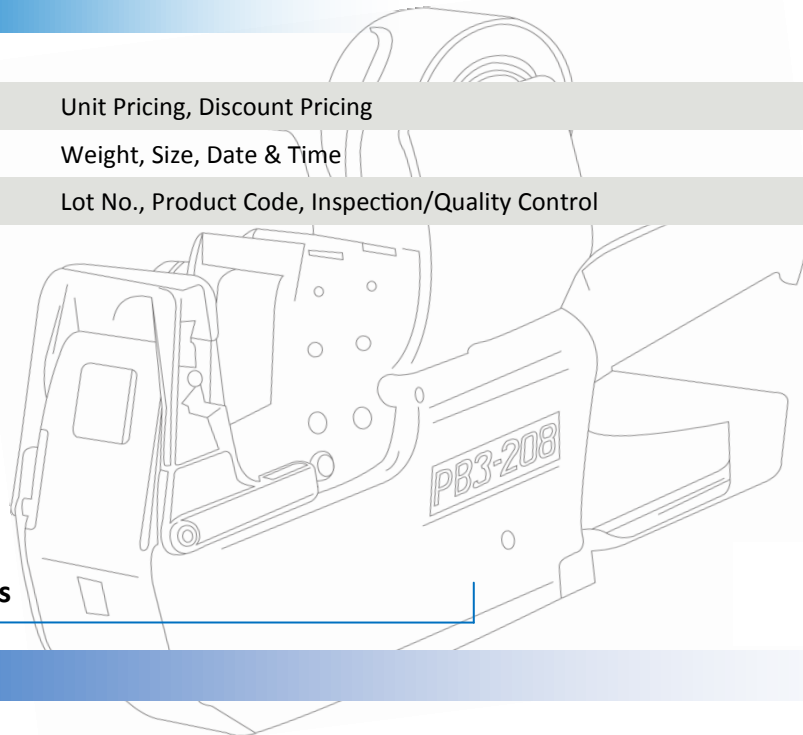 Unit Pricing, Discount Pricing
Weight, Size, Date & Time
Lot No., Product Code, Inspection/Quality Control
PB3-208
s